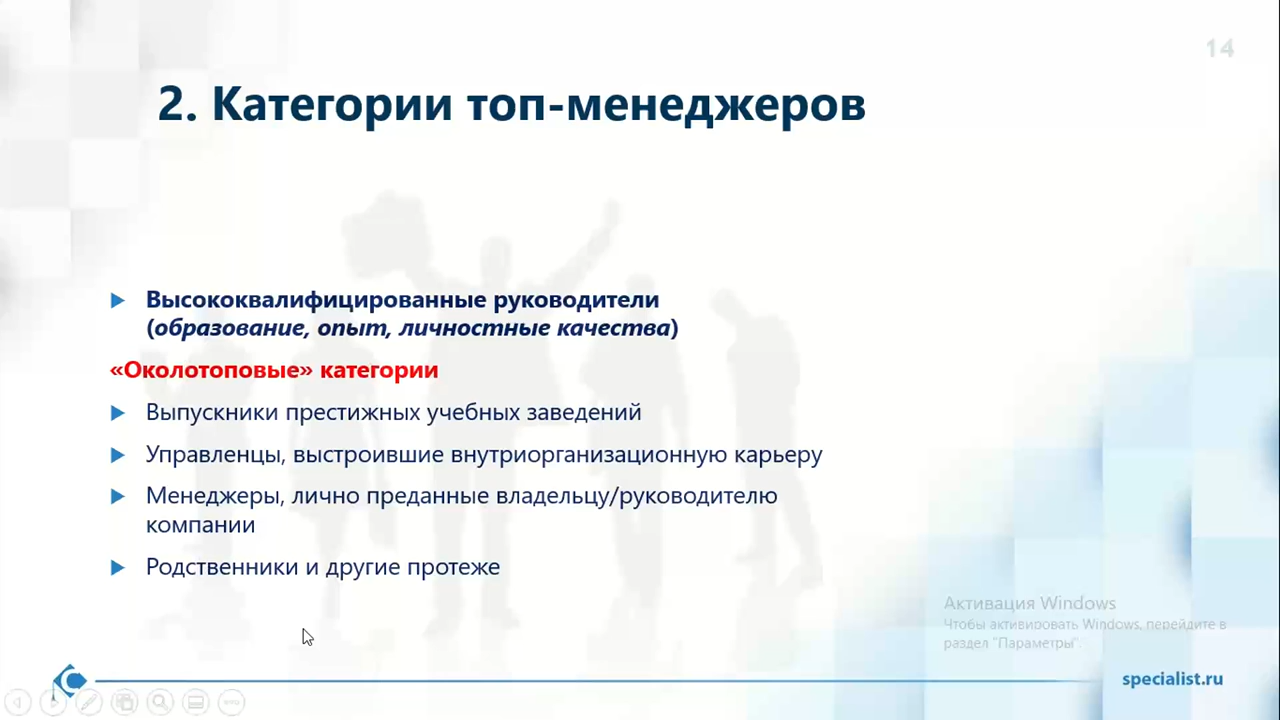 14
2. Категории топ-менеджеров
Высококвалифицированные руководители
(образование, опыт, личностные качества)
«Околотоповые» категории
Выпускники престижных учебных заведений
Управленцы, выстроившие внутриорганизационную карьеру
Менеджеры, лично преданные владельцу/руководителю
компании
Родственники и другие протеже
Активация Windows
Чтобы активировать Windows, перейдите в
раздел "Параметры".
specialist.ru